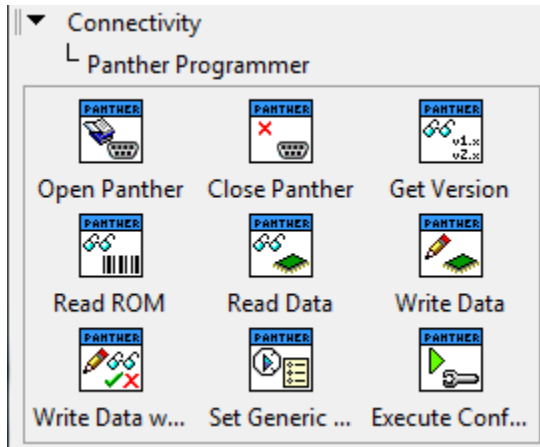 Connectivity
Panther Programmer
PANTHER PANTHER PANTHER
v1.x
v2.x
Open Panther Close Panther Get Version
PANTHER PANTHER PANTHER
Read ROM Read Data Write Data
PANTHER PANTHER PANTHER
Write Data w... Set Generic ... Execute Conf...